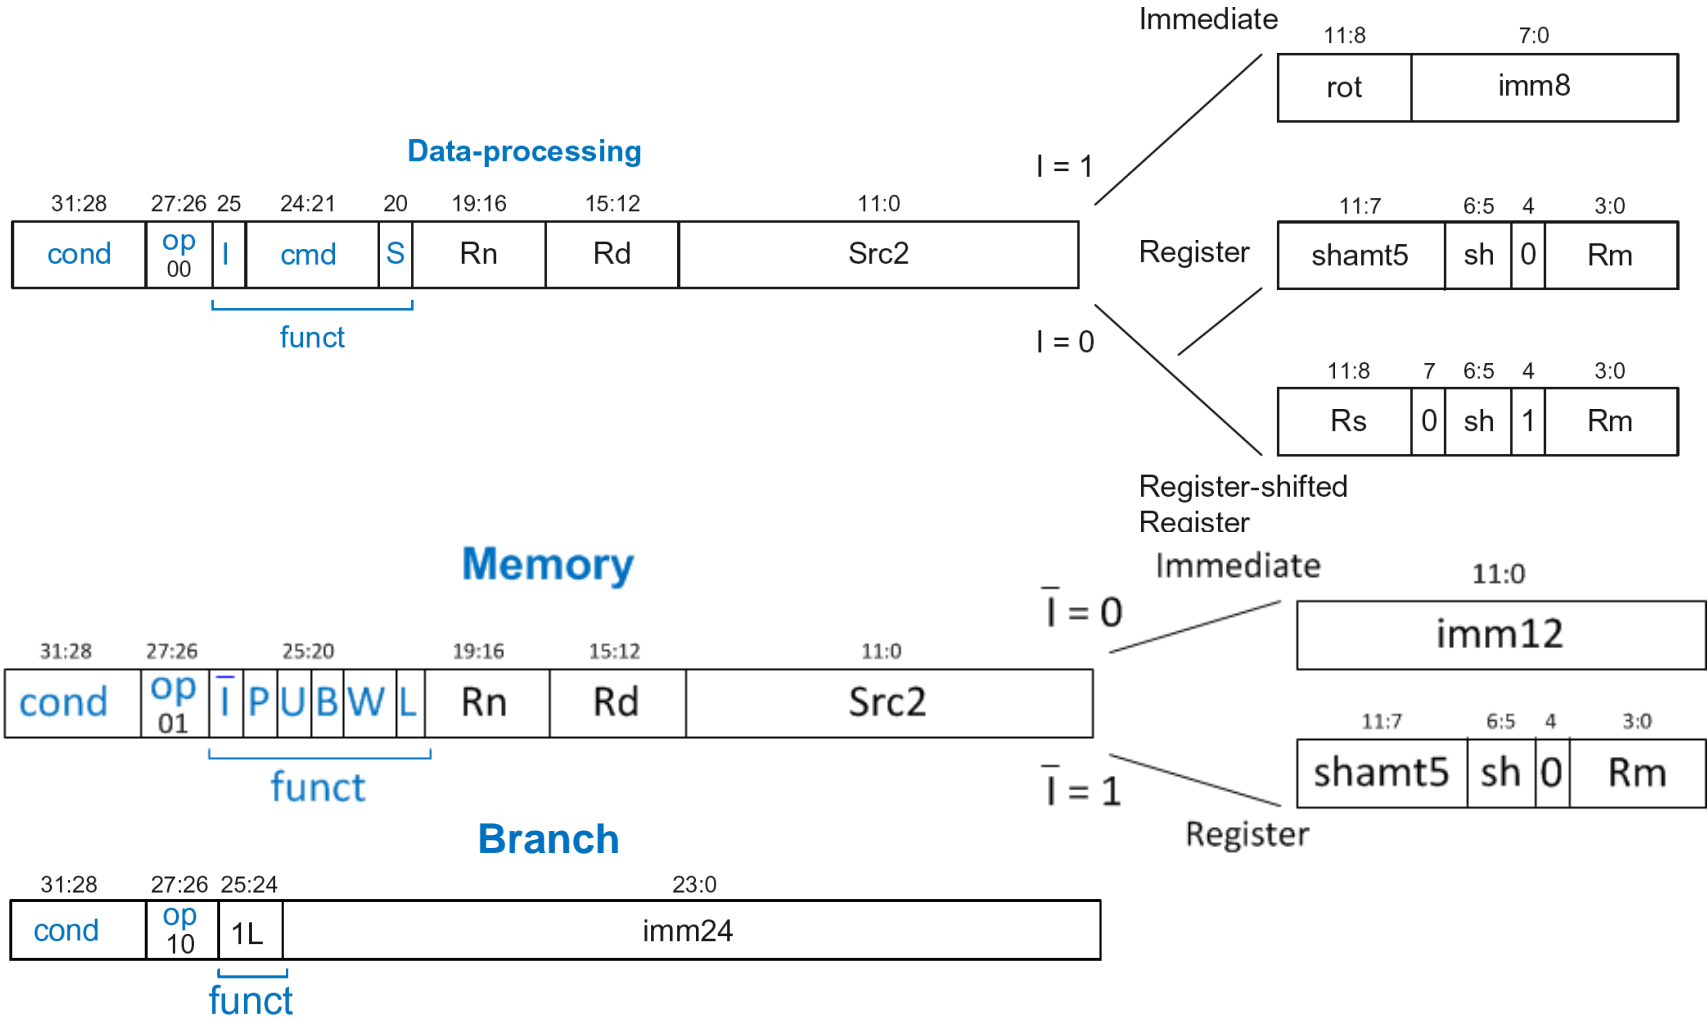 Immediate
11:8 7:0
rot imm8
Data-processing
I = 1
31:28 27:26 25 24:21 20 19:16 15:12 11:0
cond op 00 I cmd S Rn Rd Src2
funct
I = 0
11:7 6:5 4 3:0
Register shamt5 sh 0 Rm
11:8 7 6:5 4 3:0
Rs 0 sh 1 Rm
Register-shifted
Register
Memory
Immediate
11:0
I̅ = 0
imm12
31:28 27:26 25:20 19:16 15:12 11:0
cond op 01 I̅ P U B W L Rn Rd Src2
funct
I̅ = 1
11:7 6:5 4 3:0
shamt5 sh 0 Rm
Register
Branch
31:28 27:26 25:24 23:0
cond op 10 1L imm24
funct